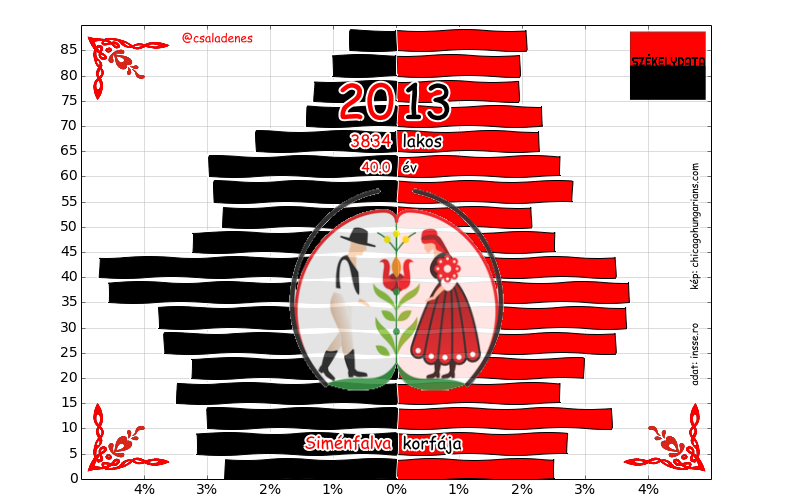 @csaladenes
SZÉKELYDATA
2013
3834 lakos
40.0 év
kép: chicagohungarians.com
adat: insse.ro
Siménfalva korfája
85
80
75
70
65
60
55
50
45
40
35
30
25
20
15
10
5
0
4% 3% 2% 1% 0% 1% 2% 3% 4%